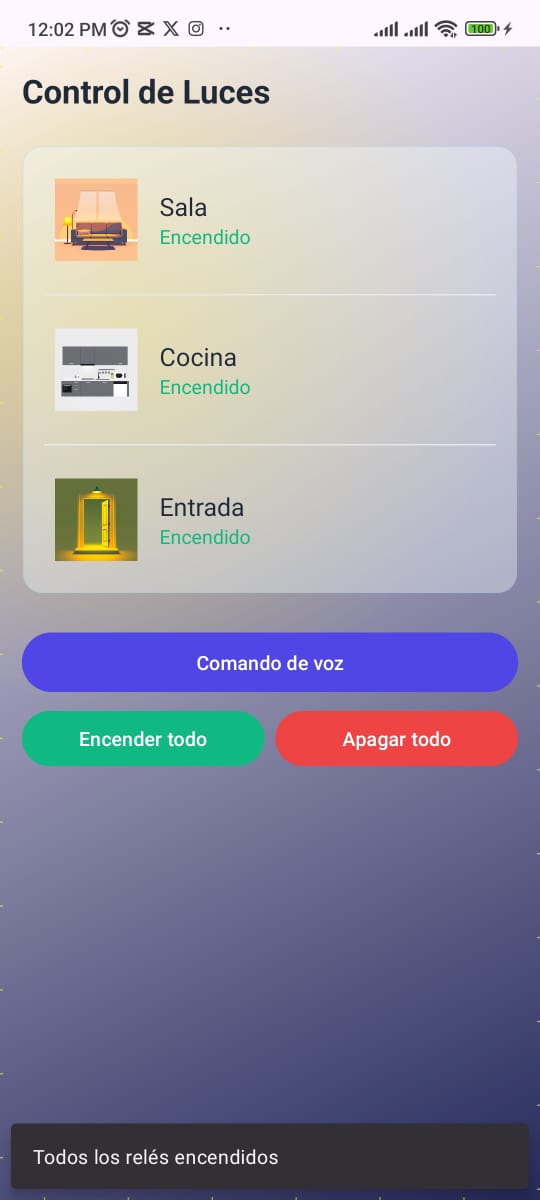 12:02 PM
100
Control de Luces
Sala
Encendido
Cocina
Encendido
Entrada
Encendido
Comando de voz
Encender todo
Apagar todo
Todos los relés encendidos